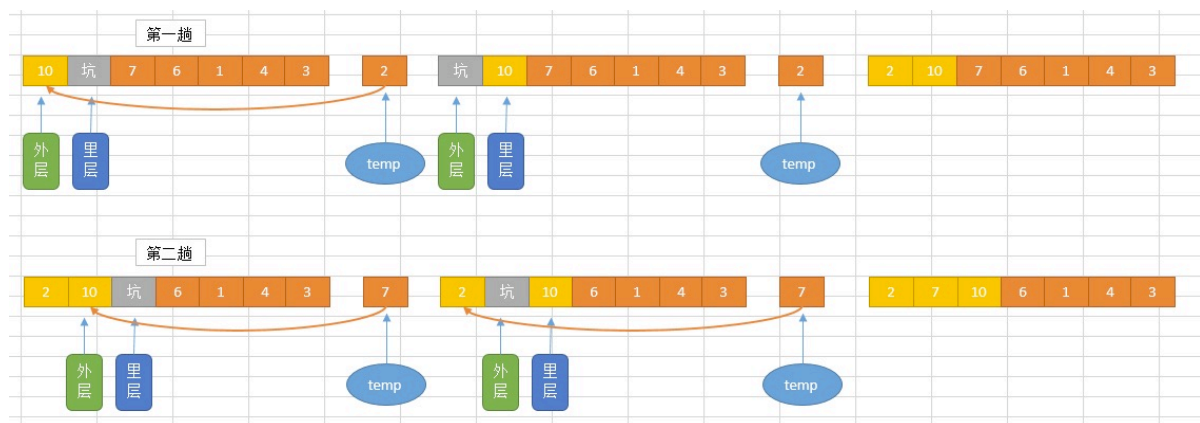 第一趟
10 坑 7 6 1 4 3 2 坑 10 7 6 1 4 3 2 2 10 7 6 1 4 3
外层 里层 temp 外层 里层 temp
第二趟
2 10 坑 6 1 4 3 7 2 坑 10 6 1 4 3 7 2 7 10 6 1 4 3
外层 里层 temp 外层 里层 temp